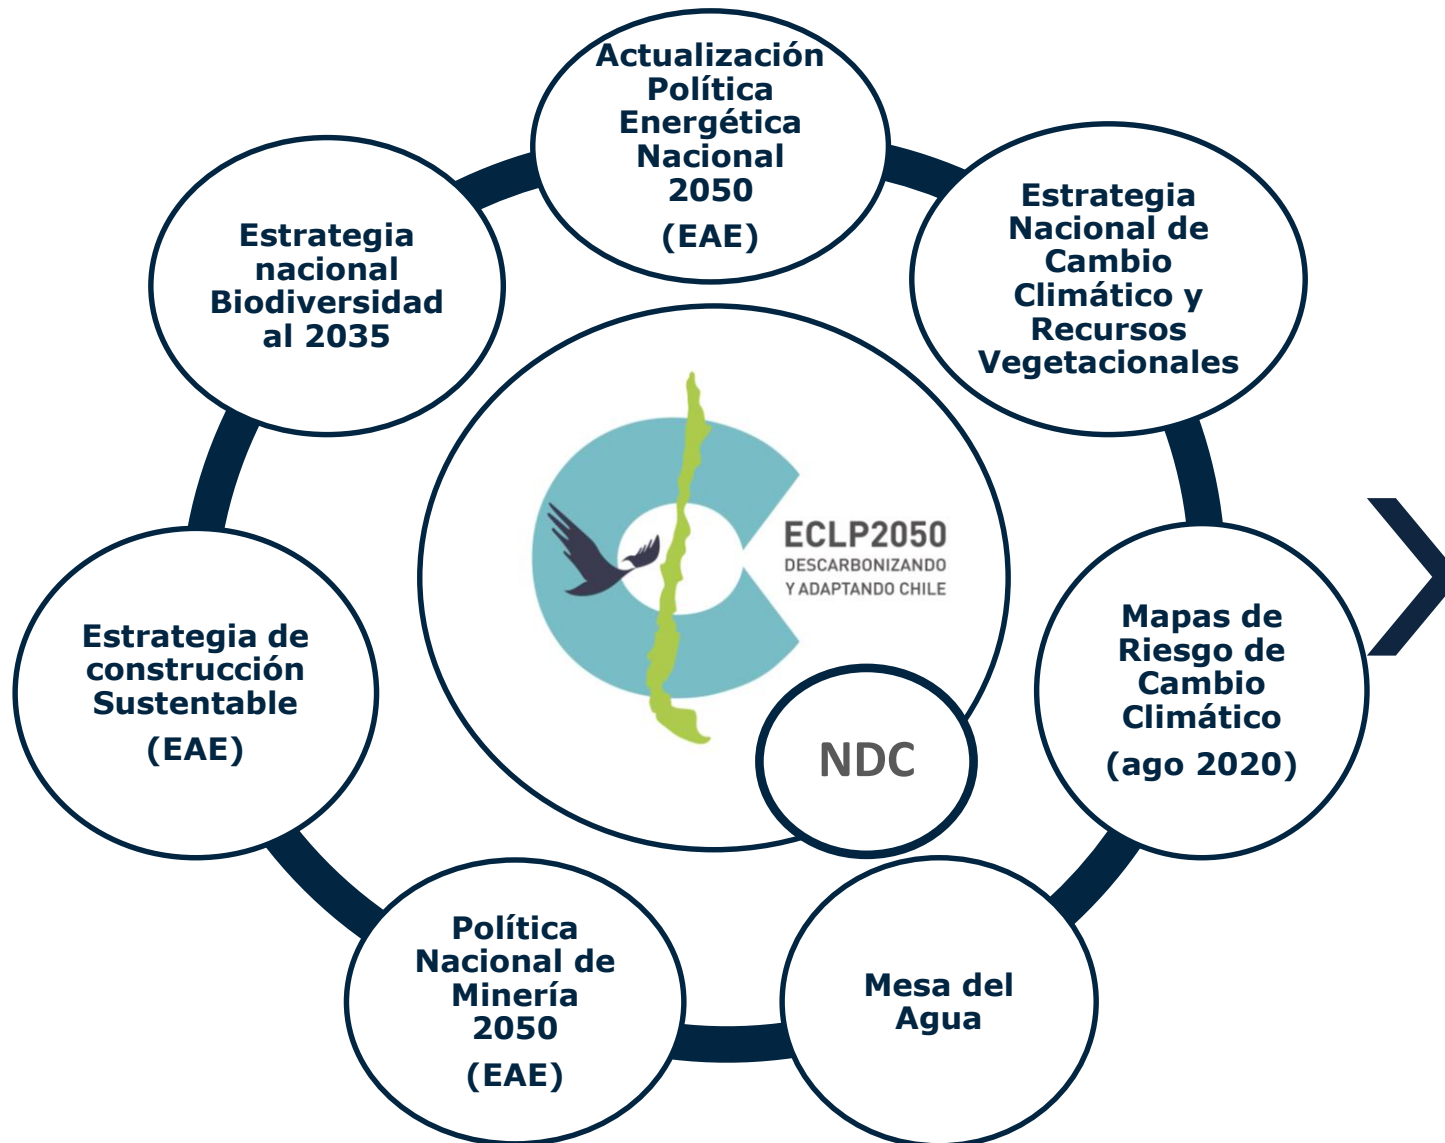 Actualización
Política
Energética
Nacional
2050
(EAE)
Estrategia
Nacional de
Cambio
Climático y
Recursos
Vegetacionales
Mapas de
Riesgo de
Cambio
Climático
(ago 2020)
Mesa del
Agua
Política
Nacional de
Minería
2050
(EAE)
Estrategia de
construcción
Sustentable
(EAE)
Estrategia
nacional
Biodiversidad
al 2035
ECLP2050
DESCARBONIZANDO
Y ADAPTANDO CHILE
NDC